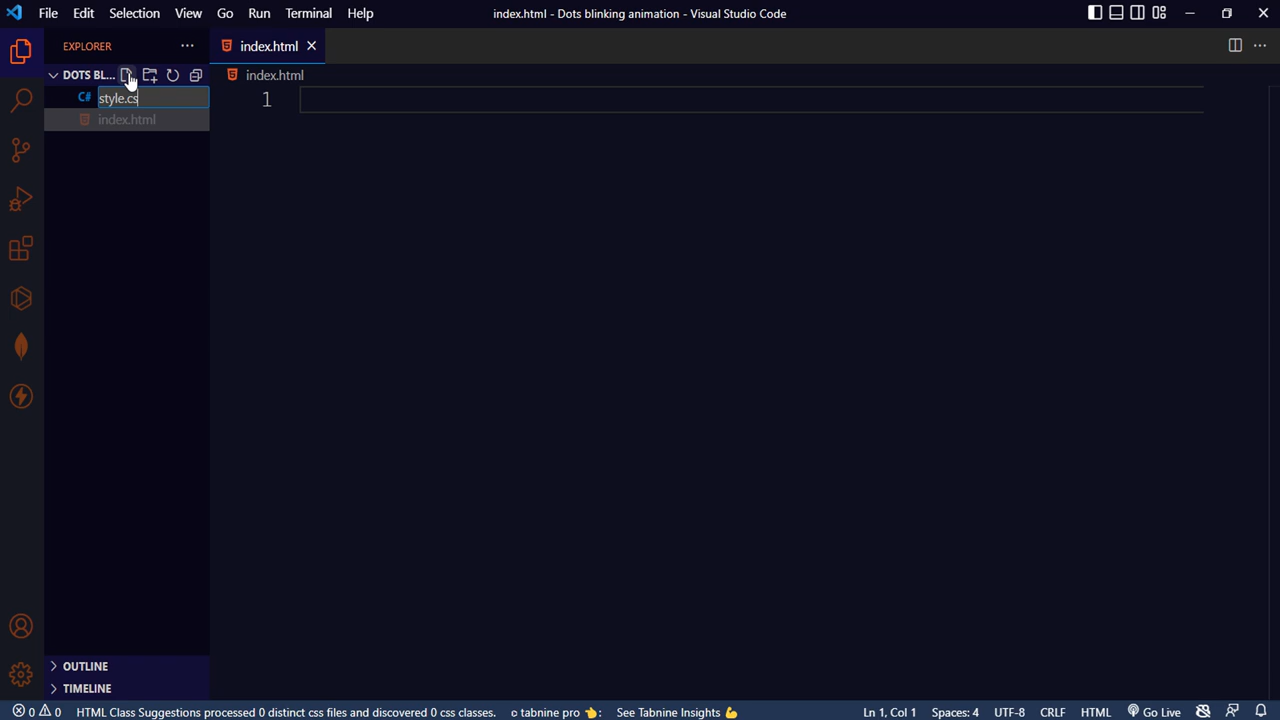 File Edit Selection View Go Run Terminal Help
index.html - Dots blinking animation - Visual Studio Code
EXPLORER
index.html
DOTS BL...
index.html
C# style.cs
1
index.html
OUTLINE
TIMELINE
0 0 HTML Class Suggestions processed 0 distinct css files and discovered 0 css classes. tabnine pro 👈: See Tabnine Insights 💪 Ln 1, Col 1 Spaces: 4 UTF-8 CRLF HTML Go Live